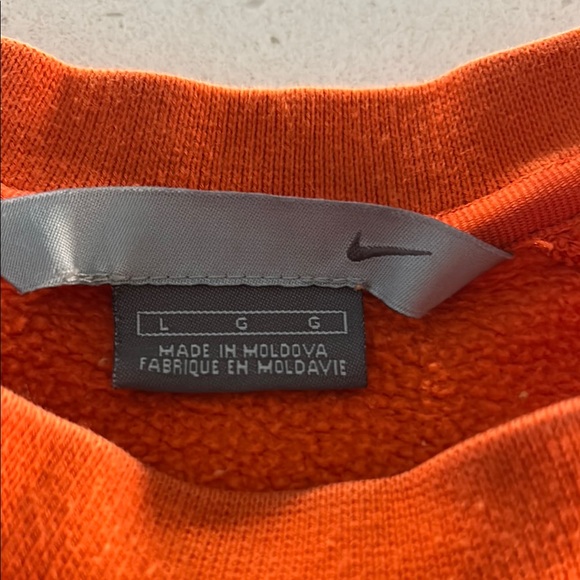 L G G
MADE IN MOLDOVA
FABRIQUE EN MOLDAVIE